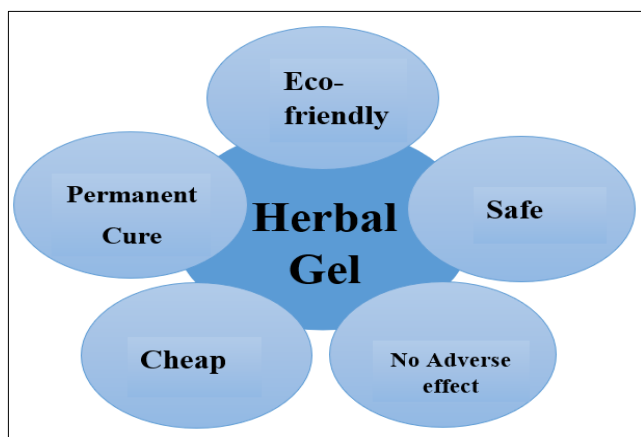 Eco-
friendly
Permanent
Cure
Herbal
Gel
Safe
Cheap
No Adverse
effect